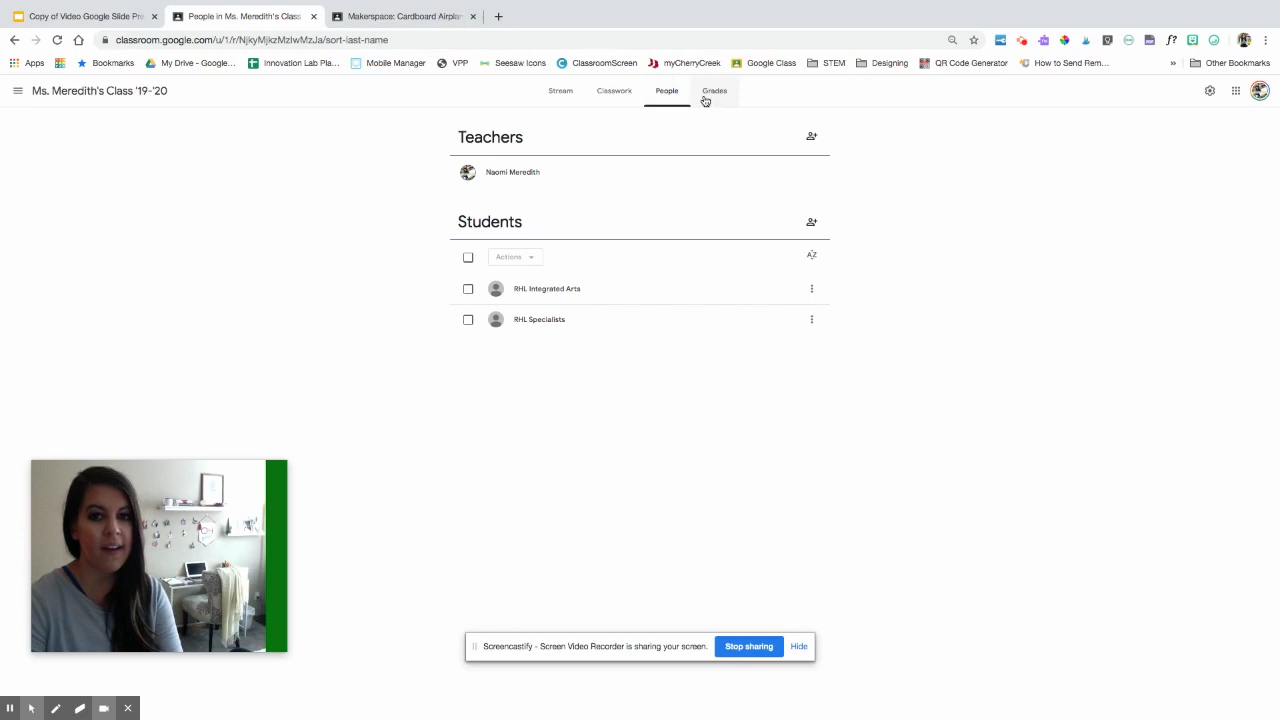 Copy of Video Google Slide Pre
People in Ms. Meredith's Class
Makerspace: Cardboard Airplan
classroom.google.com/u/1/r/NjkyMjkzMzIwMzJa/sort-last-name
Apps
Bookmarks
My Drive - Google...
Innovation Lab Pla...
Mobile Manager
VPP
Seesaw Icons
ClassroomScreen
myCherryCreek
Google Class
STEM
Designing
QR Code Generator
How to Send Rem...
Other Bookmarks
Ms. Meredith's Class '19-'20
Stream
Classwork
People
Grades
Teachers
Naomi Meredith
Students
Actions
AZ
RHL Integrated Arts
RHL Specialists
Screencastify - Screen Video Recorder is sharing your screen.
Stop sharing
Hide